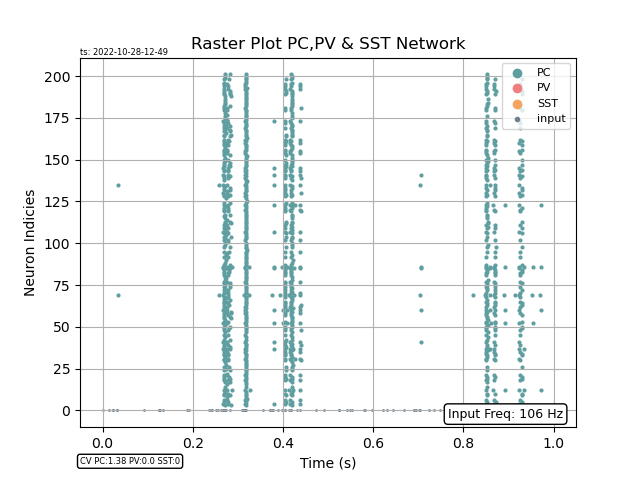 ts: 2022-10-28-12-49
Raster Plot PC,PV & SST Network
PC
PV
SST
input
200
175
150
125
100
75
50
25
0
Neuron Indicies
Input Freq: 106 Hz
0.0
0.2
0.4
0.6
0.8
1.0
Time (s)
CV PC:1.38 PV:0.0 SST:0